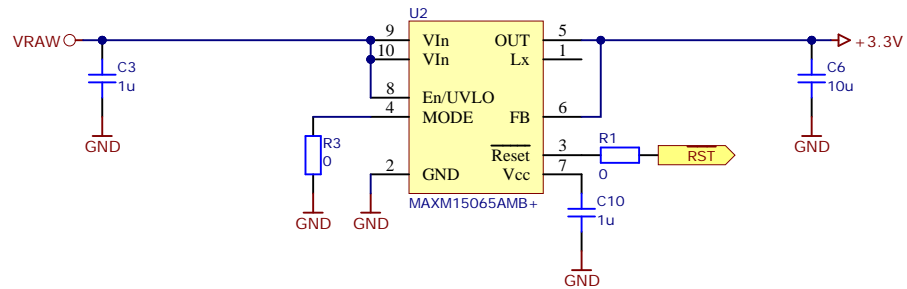 U2
VRAW
9
VIn
OUT
5
10
VIn
Lx
1
+3.3V
C3
1u
C6
10u
8
En/UVLO
4
MODE
FB
6
R3
0
Reset
3
R1
0
RST
2
GND
Vcc
7
MAXM15065AMB+
C10
1u
GND
GND
GND
GND
GND